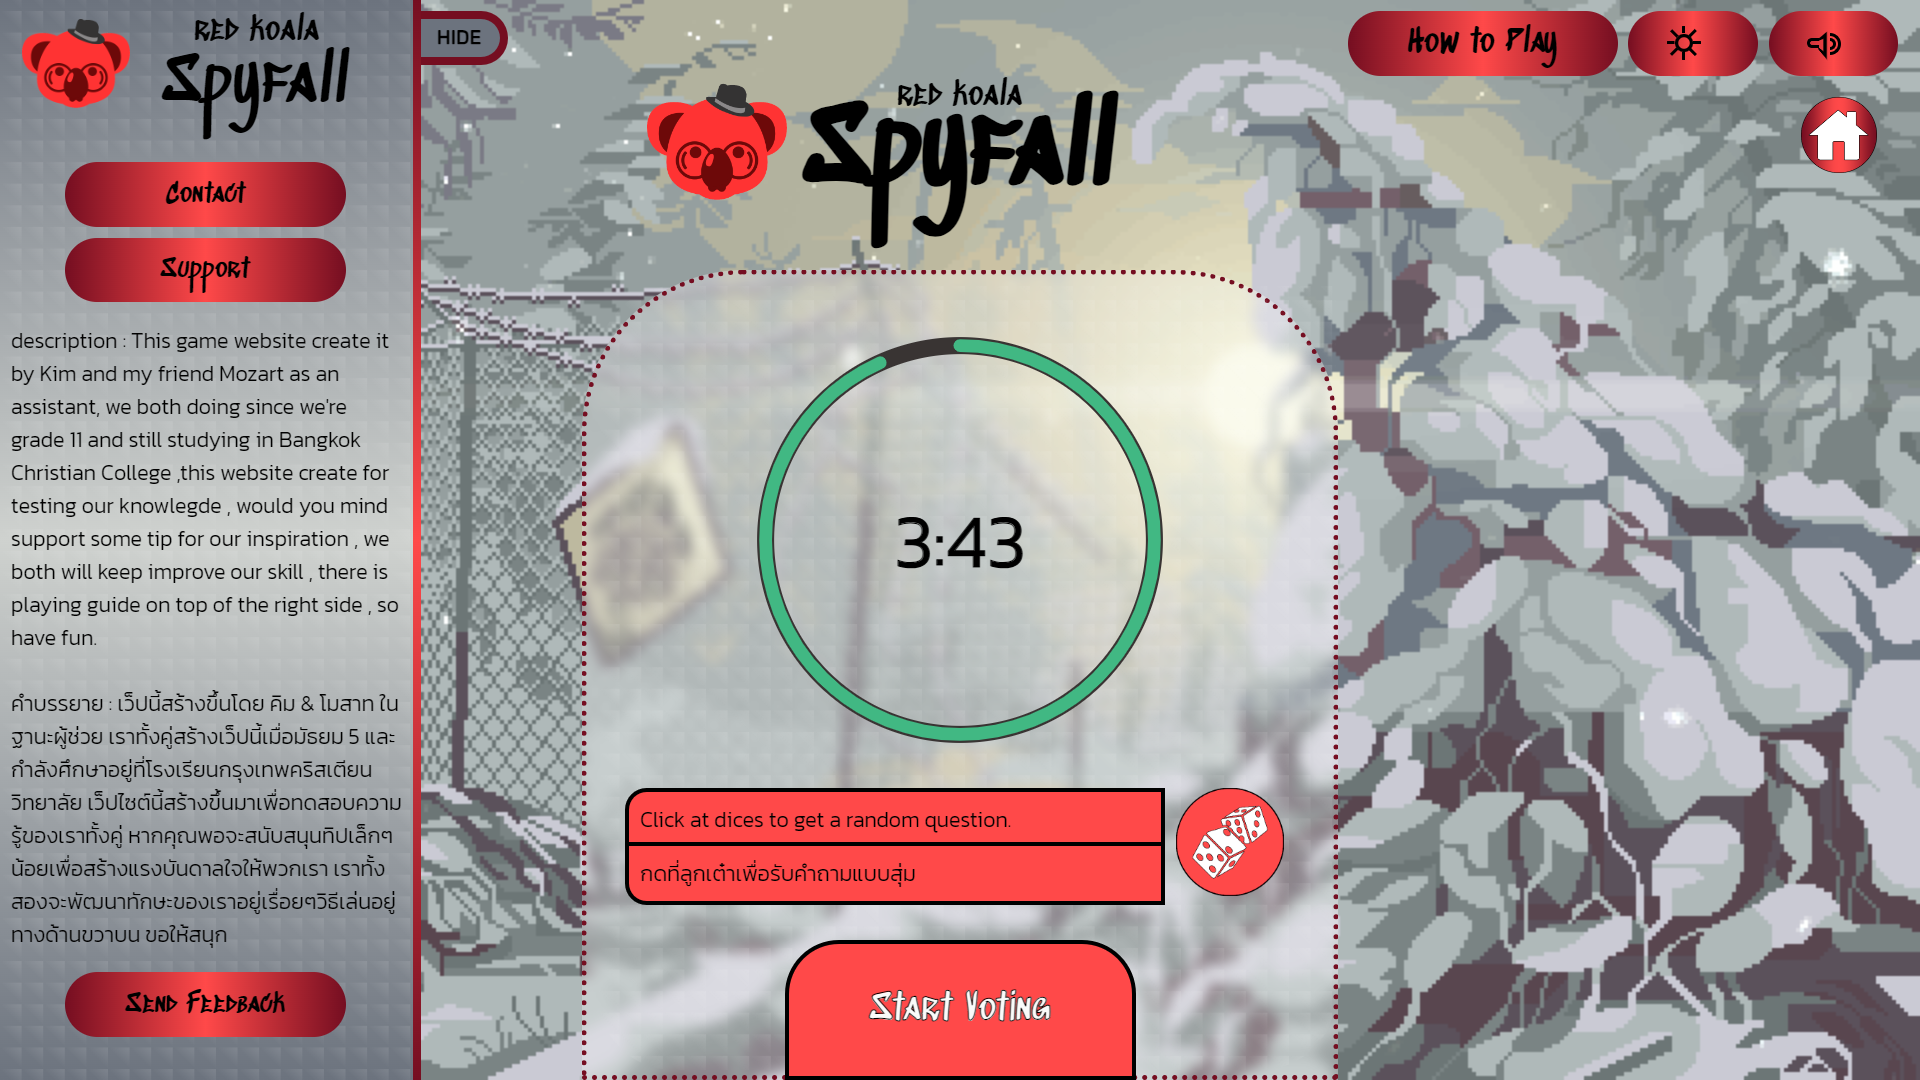 RED KOALA
Spyfall
Contact
Support
description : This game website create it
by Kim and my friend Mozart as an
assistant, we both doing since we're
grade 11 and still studying in Bangkok
Christian College ,this website create for
testing our knowlegde , would you mind
support some tip for our inspiration , we
both will keep improve our skill , there is
playing guide on top of the right side , so
have fun.
คำบรรยาย : เว็ปนี้สร้างขึ้นโดย คิม & โมสาท ใน
ฐานะผู้ช่วย เราทั้งคู่สร้างเว็ปนี้เมื่อมัธยม 5 และ
กำลังศึกษาอยู่ที่โรงเรียนกรุงเทพคริสเตียน
วิทยาลัย เว็ปไซต์นี้สร้างขึ้นมาเพื่อทดสอบความ
รู้ของเราทั้งคู่ หากคุณพอจะสนับสนุนทิปเล็กๆ
น้อยเพื่อสร้างแรงบันดาลใจให้พวกเรา เราทั้ง
สองจะพัฒนาทักษะของเราอยู่เรื่อยๆวิธีเล่นอยู่
ทางด้านขวาบน ขอให้สนุก
Send Feedback
HIDE
How to Play
RED KOALA
Spyfall
3:43
Click at dices to get a random question.
กดที่ลูกเต๋าเพื่อรับคำถามแบบสุ่ม
Start Voting